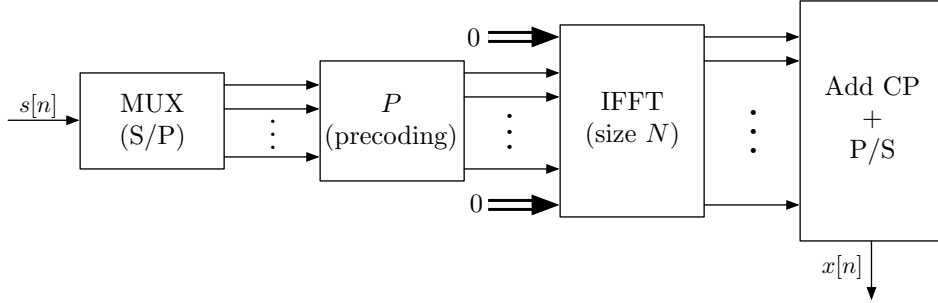 s[n]
MUX
(S/P)
P
(precoding)
0
0
IFFT
(size N)
Add CP
+
P/S
x[n]